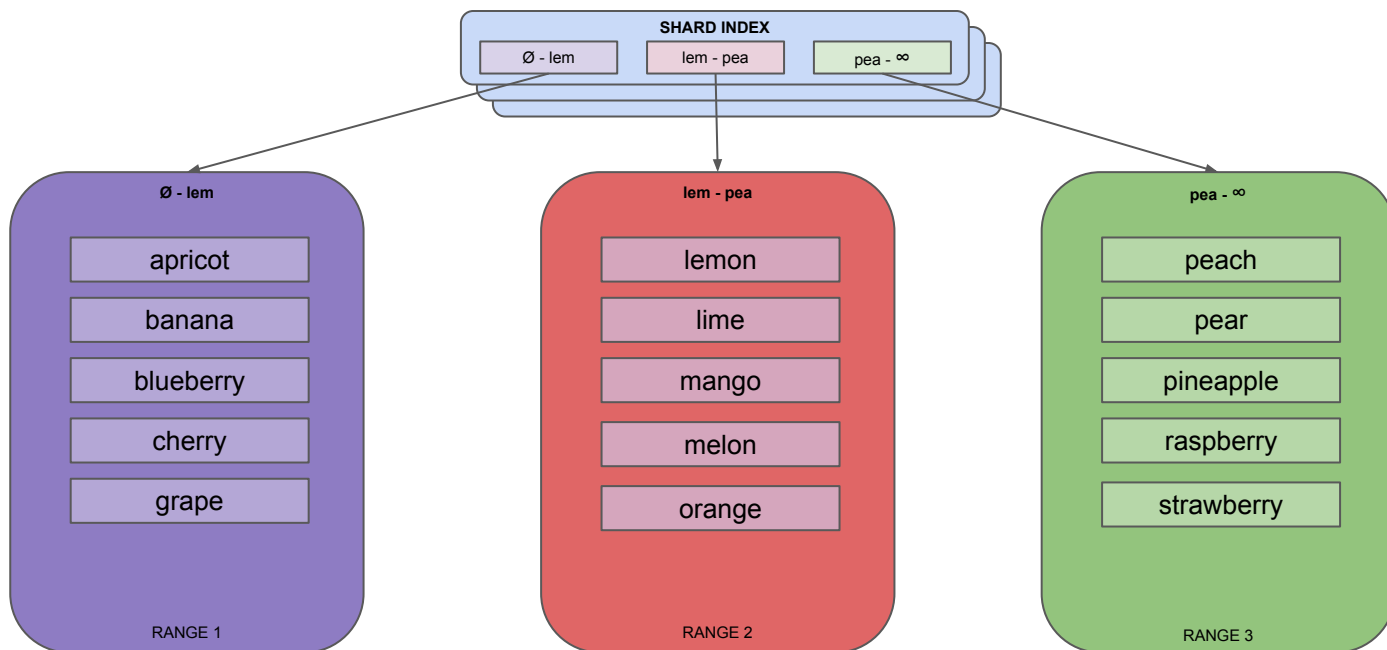 SHARD INDEX
Ø - lem
lem - pea
pea - ∞
Ø - lem
apricot
banana
blueberry
cherry
grape
RANGE 1
lem - pea
lemon
lime
mango
melon
orange
RANGE 2
pea - ∞
peach
pear
pineapple
raspberry
strawberry
RANGE 3